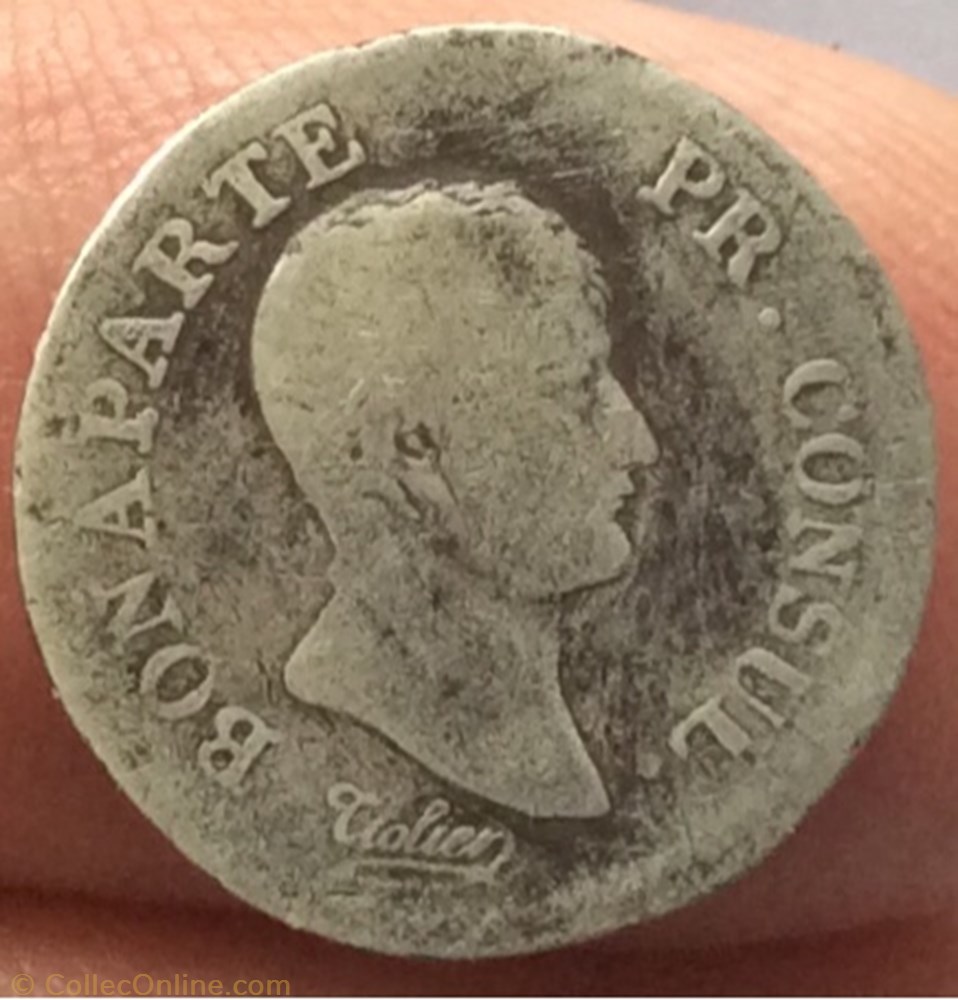 BONAPARTE PR. CONSUL.
Tiolier
© CollecOnline.com